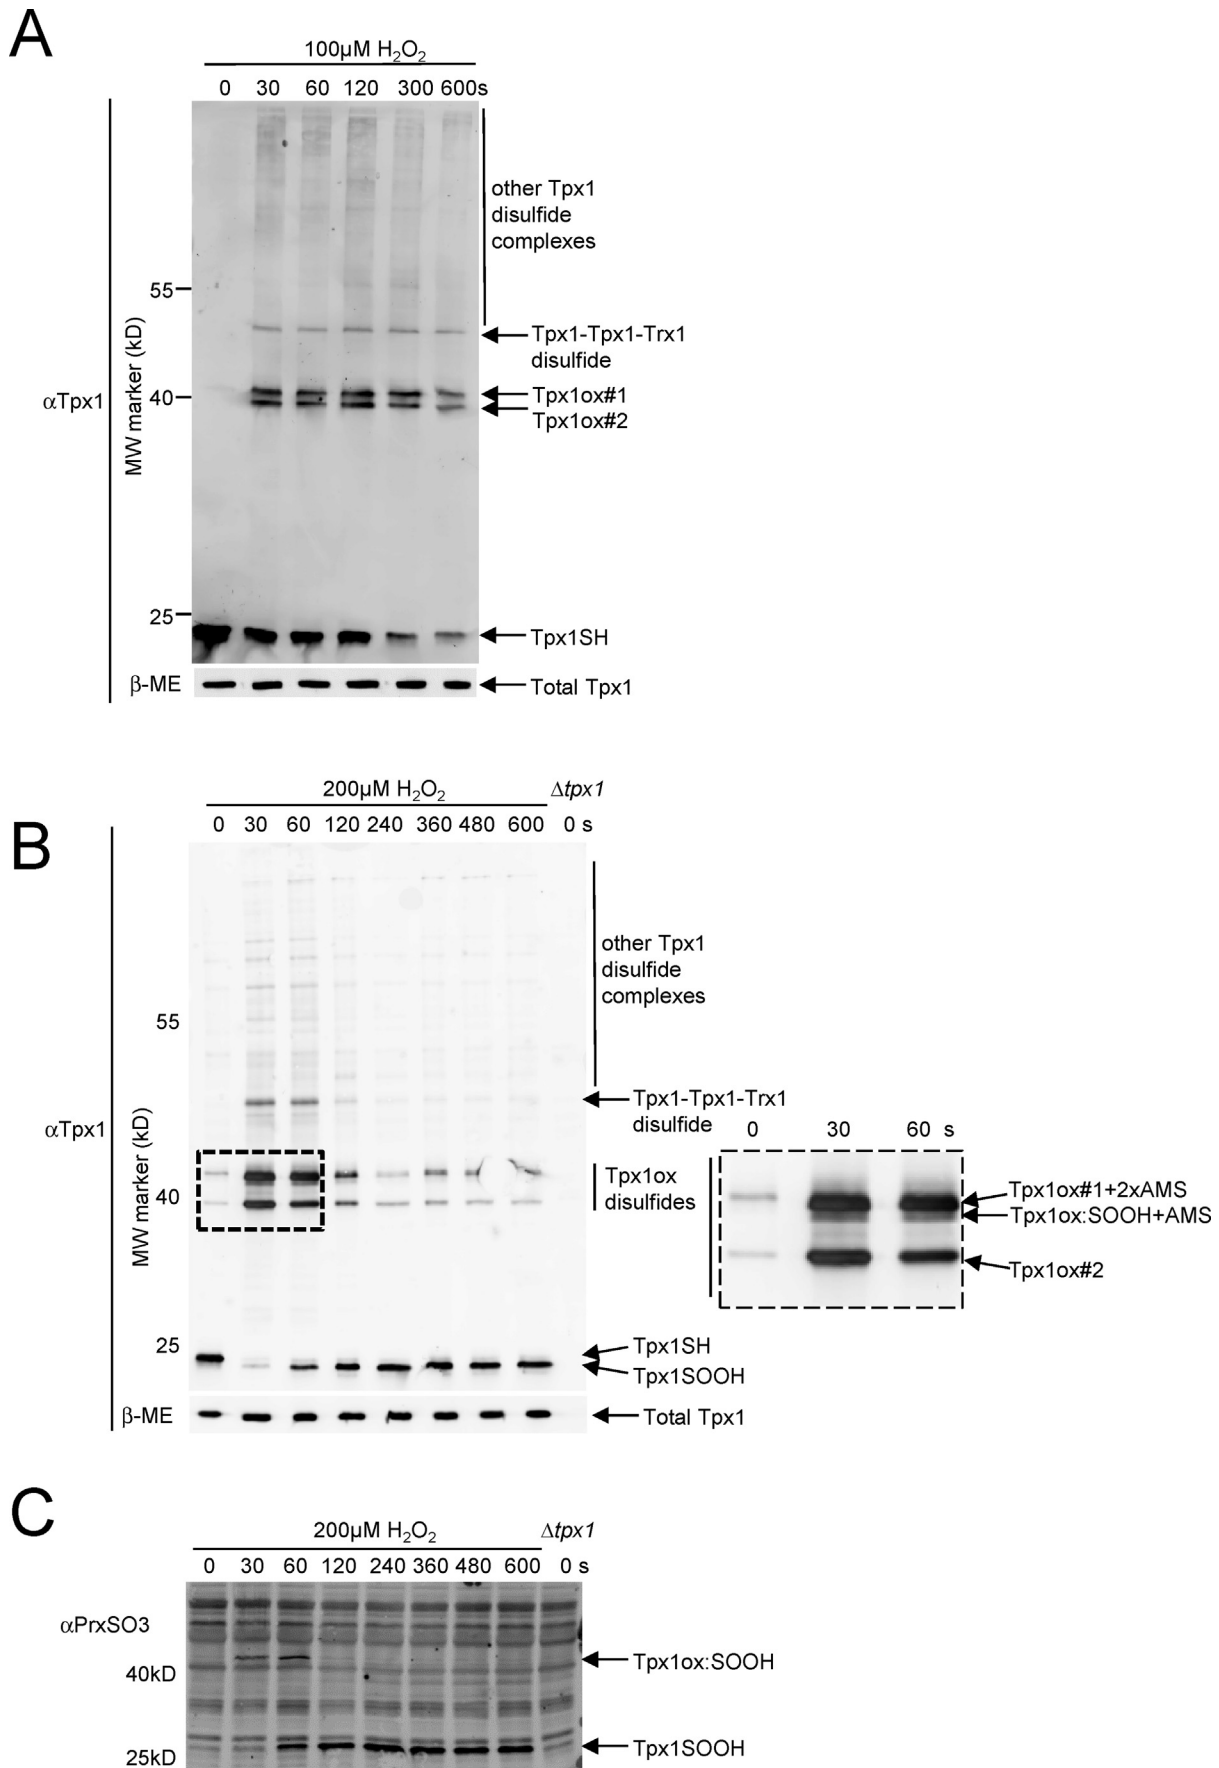 A
100µM H₂O₂
0 30 60 120 300 600s
other Tpx1
disulfide
complexes
55
Tpx1-Tpx1-Trx1
disulfide
MW marker (kD)
αTpx1
40
Tpx1ox#1
Tpx1ox#2
25
Tpx1SH
β-ME
Total Tpx1
B
200µM H₂O₂ Δtpx1
0 30 60 120 240 360 480 600 0 s
other Tpx1
disulfide
complexes
55
Tpx1-Tpx1-Trx1
disulfide
αTpx1
MW marker (kD)
40
Tpx1ox
disulfides
0 30 60 s
Tpx1ox#1+2xAMS
Tpx1ox:SOOH+AMS
Tpx1ox#2
25
Tpx1SH
Tpx1SOOH
β-ME
Total Tpx1
C
200µM H₂O₂ Δtpx1
0 30 60 120 240 360 480 600 0 s
αPrxSO3
40kD
Tpx1ox:SOOH
25kD
Tpx1SOOH